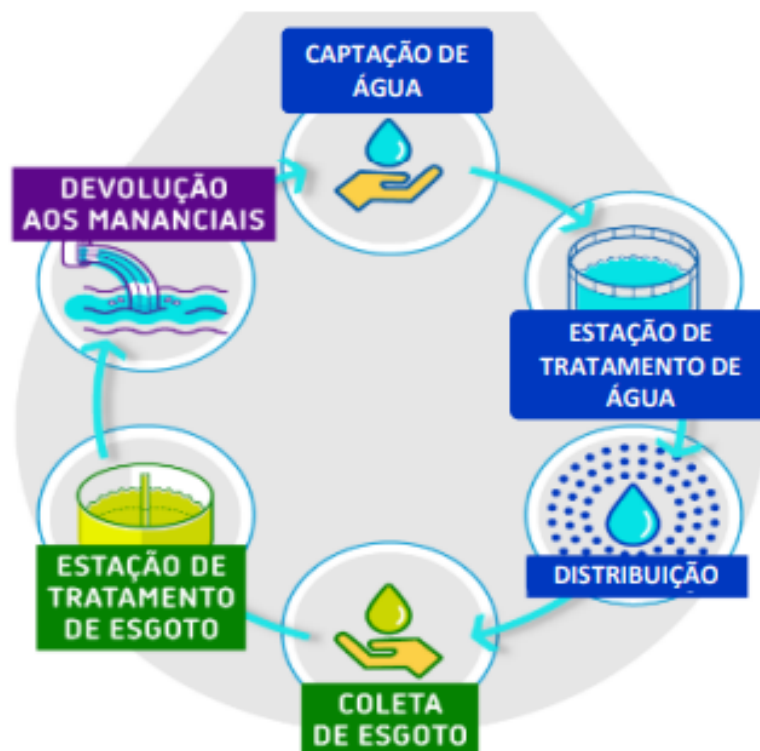 CAPTAÇÃO DE
ÁGUA
DEVOLUÇÃO
AOS MANANCIAIS
ESTAÇÃO DE
TRATAMENTO DE
ÁGUA
DISTRIBUIÇÃO
ESTAÇÃO DE
TRATAMENTO
DE ESGOTO
COLETA
DE ESGOTO